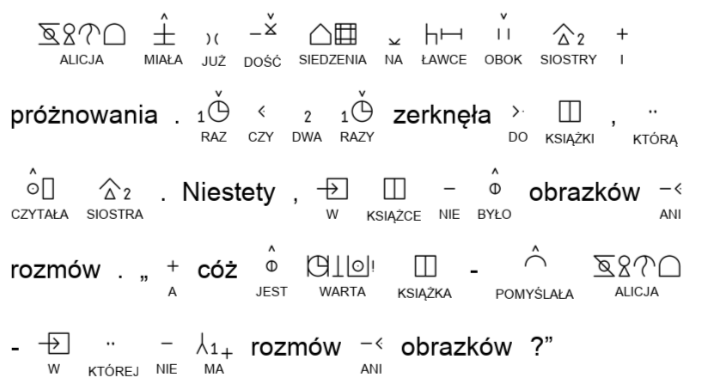 ALICJA MIAŁA JUŻ DOŚĆ SIEDZENIA NA ŁAWCE OBOK SIOSTRY I
próżnowania . RAZ CZY DWA RAZY zerknęła DO KSIĄŻKI , KTÓRĄ
CZYTAŁA SIOSTRA . Niestety , W KSIĄŻCE NIE BYŁO obrazków ANI
rozmów . „ A cóż JEST WARTA KSIĄŻKA - POMYŚLAŁA ALICJA
- W KTÓREJ NIE MA rozmów ANI obrazków ?”